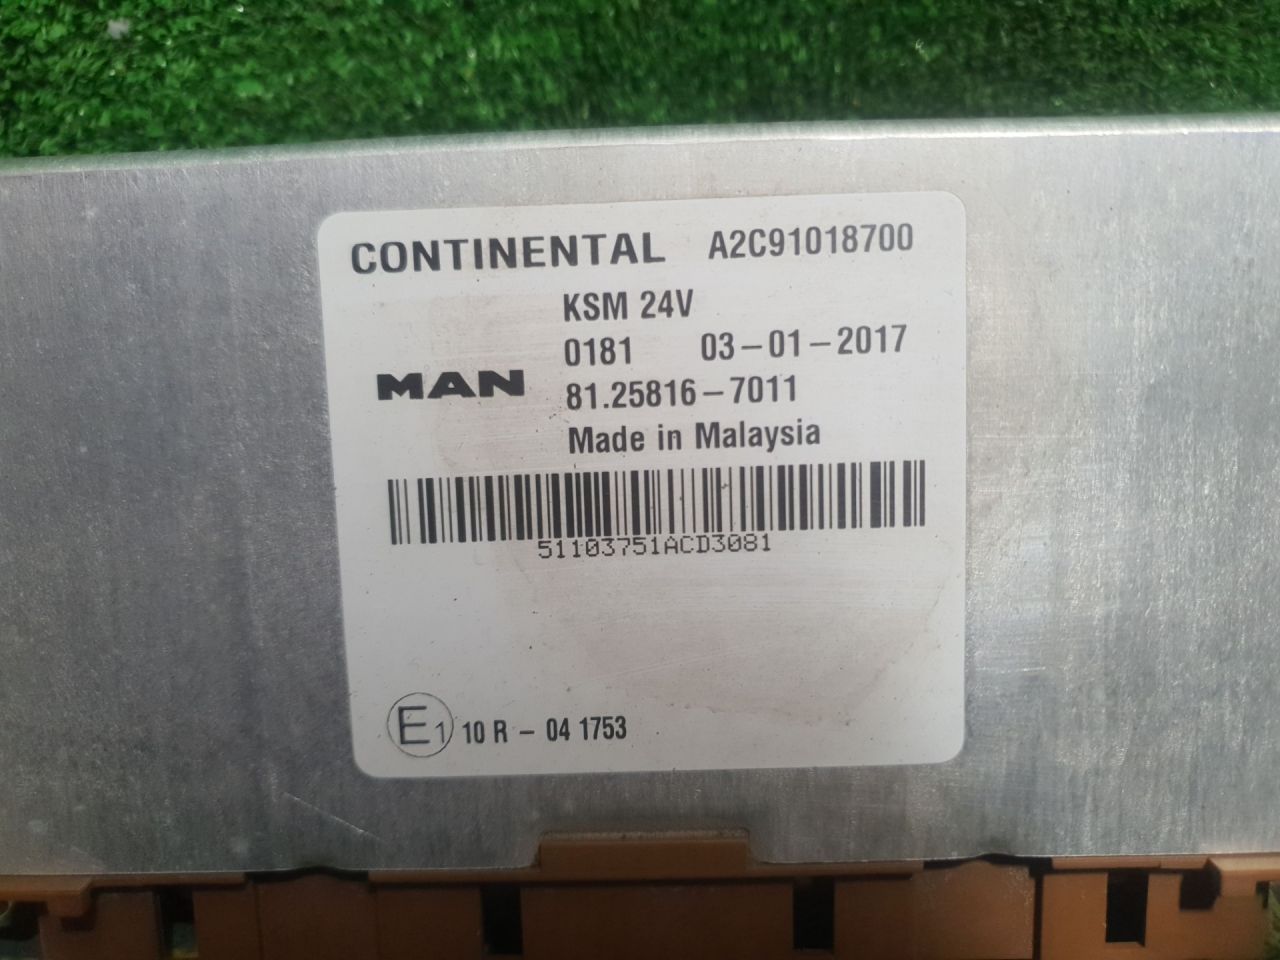 CONTINENTAL A2C91018700
KSM 24V
0181 03-01-2017
MAN 81.25816-7011
Made in Malaysia
51103751ACD3081
E1 10 R - 04 1753